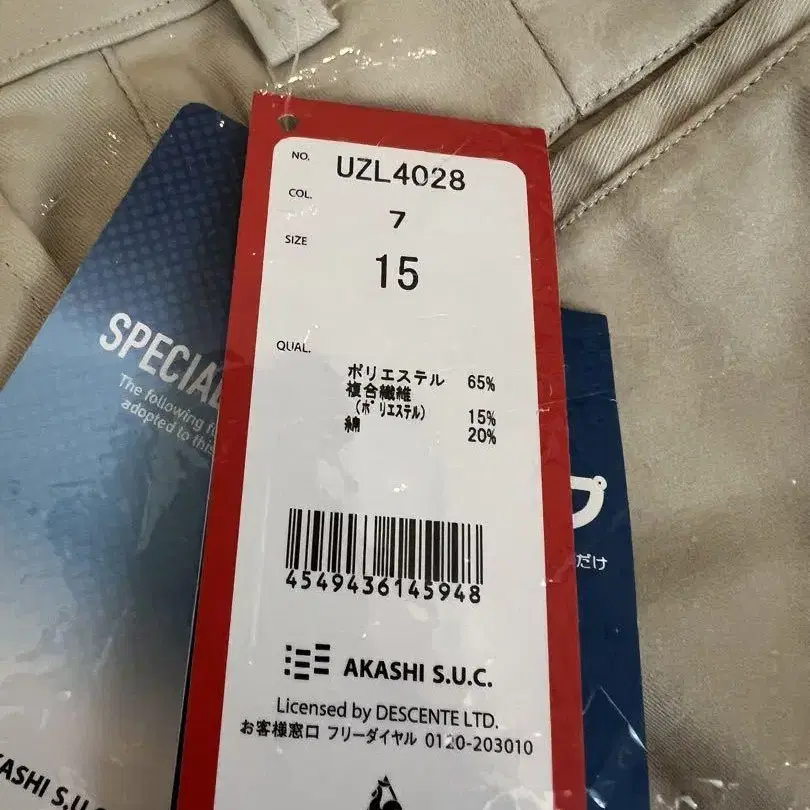 NO. UZL4028
COL. 7
SIZE 15
QUAL.
ポリエステル 65%
複合繊維
(ポリエステル) 15%
綿 20%
4549436145948
AKASHI S.U.C.
Licensed by DESCENTE LTD.
お客様窓口 フリーダイヤル 0120-203010
SPECIAL
The following
adopted to this
AKASHI S.U.C
だけ